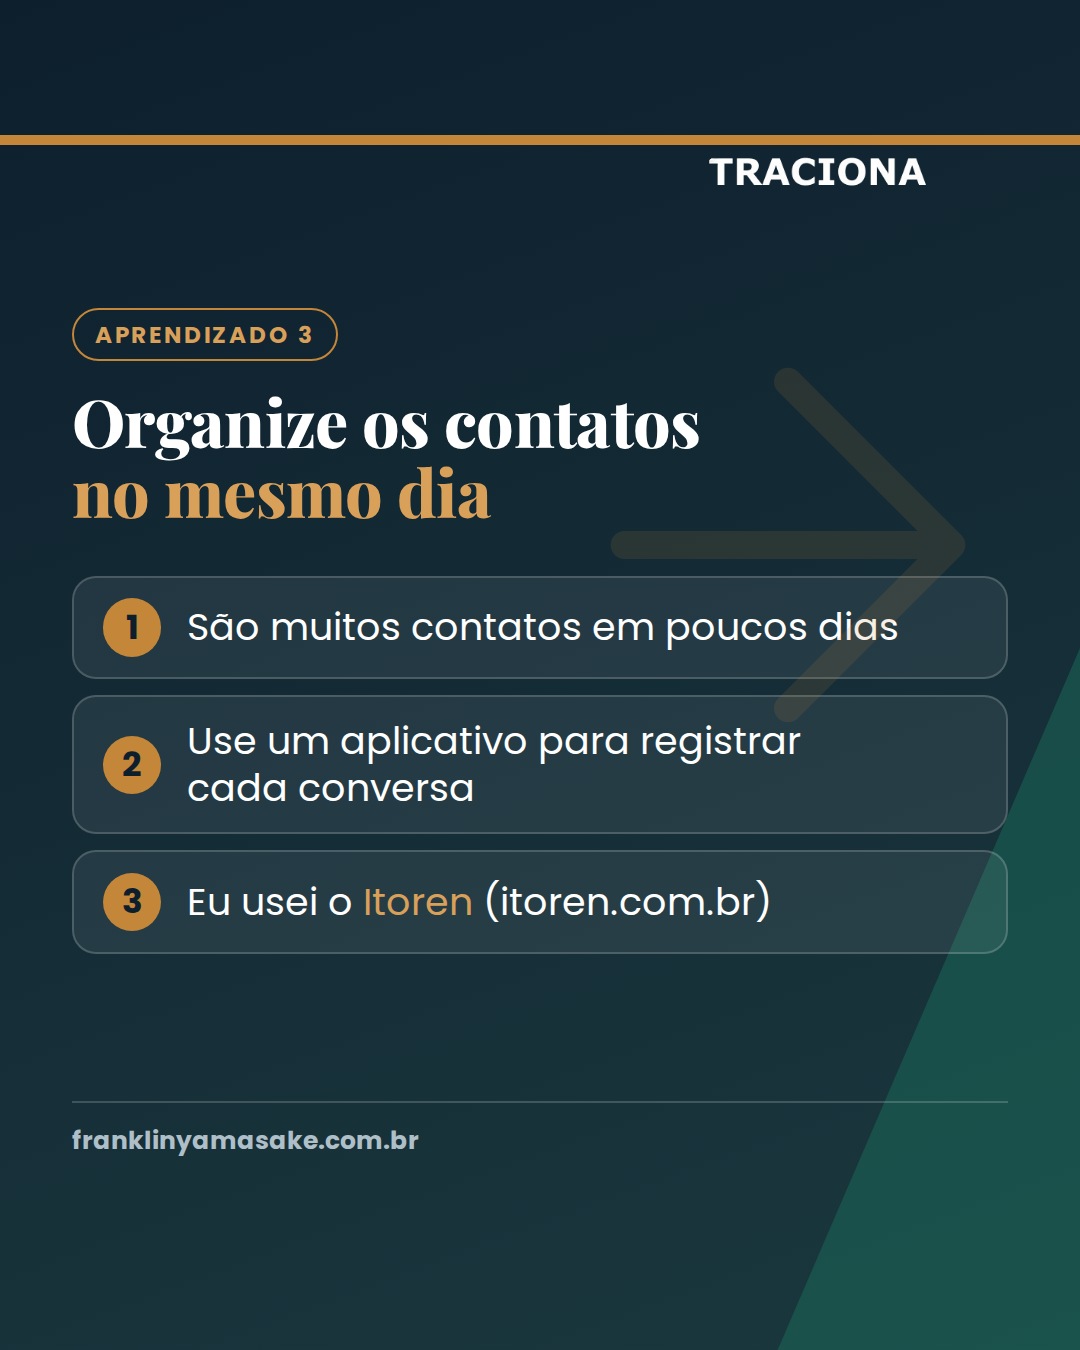 TRACIONA
APRENDIZADO 3
Organize os contatos
no mesmo dia
1 São muitos contatos em poucos dias
2 Use um aplicativo para registrar
cada conversa
3 Eu usei o Itoren (itoren.com.br)
franklinyamasake.com.br